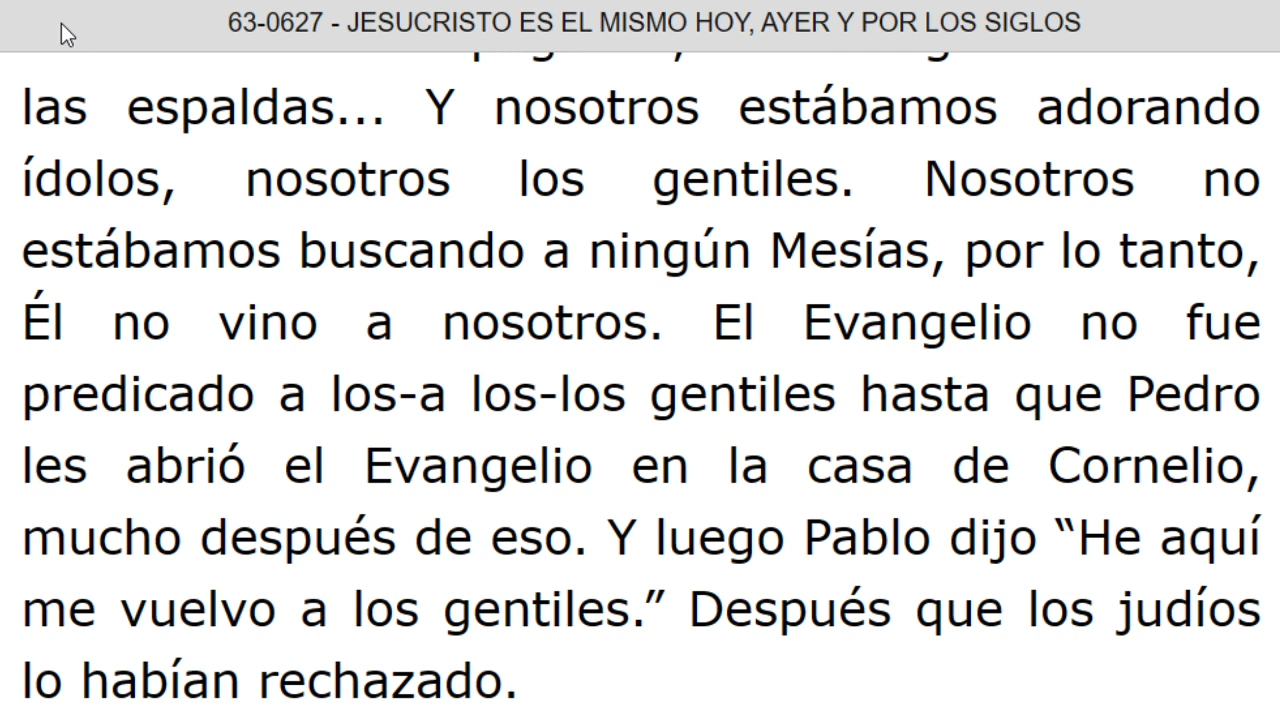 63-0627 - JESUCRISTO ES EL MISMO HOY, AYER Y POR LOS SIGLOS
las espaldas... Y nosotros estábamos adorando
ídolos, nosotros los gentiles. Nosotros no
estábamos buscando a ningún Mesías, por lo tanto,
Él no vino a nosotros. El Evangelio no fue
predicado a los-a los-los gentiles hasta que Pedro
les abrió el Evangelio en la casa de Cornelio,
mucho después de eso. Y luego Pablo dijo “He aquí
me vuelvo a los gentiles.” Después que los judíos
lo habían rechazado.